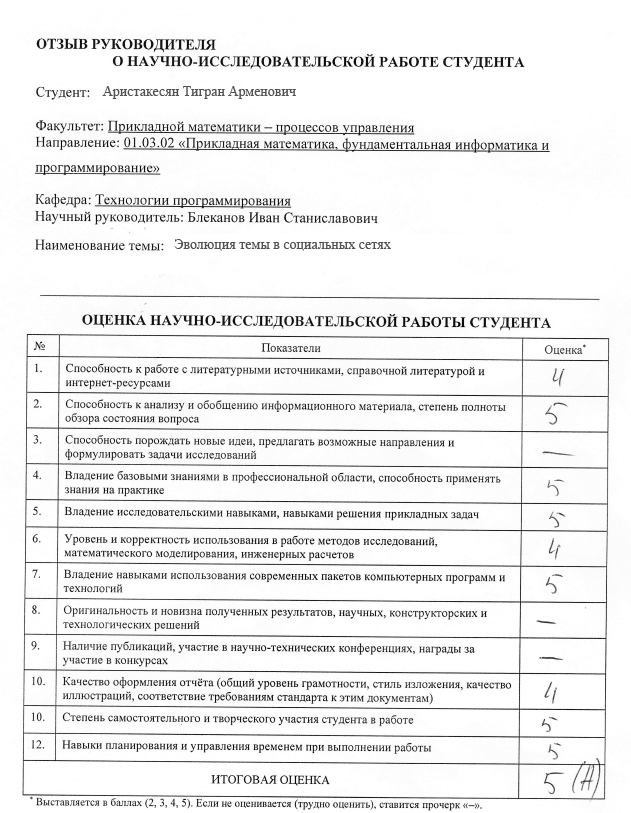 ОТЗЫВ РУКОВОДИТЕЛЯ
О НАУЧНО-ИССЛЕДОВАТЕЛЬСКОЙ РАБОТЕ СТУДЕНТА
Студент: Аристакесян Тигран Арменович
Факультет: Прикладной математики – процессов управления
Направление: 01.03.02 «Прикладная математика, фундаментальная информатика и
программирование»
Кафедра: Технологии программирования
Научный руководитель: Блеканов Иван Станиславович
Наименование темы: Эволюция темы в социальных сетях
ОЦЕНКА НАУЧНО-ИССЛЕДОВАТЕЛЬСКОЙ РАБОТЫ СТУДЕНТА
№ Показатели Оценка*
1. Способность к работе с литературными источниками, справочной литературой и 4
интернет-ресурсами
2. Способность к анализу и обобщению информационного материала, степень полноты 5
обзора состояния вопроса
3. Способность порождать новые идеи, предлагать возможные направления и —
формулировать задачи исследований
4. Владение базовыми знаниями в профессиональной области, способность применять 5
знания на практике
5. Владение исследовательскими навыками, навыками решения прикладных задач 5
6. Уровень и корректность использования в работе методов исследований, 4
математического моделирования, инженерных расчетов
7. Владение навыками использования современных пакетов компьютерных программ и 5
технологий
8. Оригинальность и новизна полученных результатов, научных, конструкторских и —
технологических решений
9. Наличие публикаций, участие в научно-технических конференциях, награды за —
участие в конкурсах
10. Качество оформления отчёта (общий уровень грамотности, стиль изложения, качество 4
иллюстраций, соответствие требованиям стандарта к этим документам)
10. Степень самостоятельного и творческого участия студента в работе 5
12. Навыки планирования и управления временем при выполнении работы 5
ИТОГОВАЯ ОЦЕНКА 5 (А)
* Выставляется в баллах (2, 3, 4, 5). Если не оценивается (трудно оценить), ставится прочерк «–».